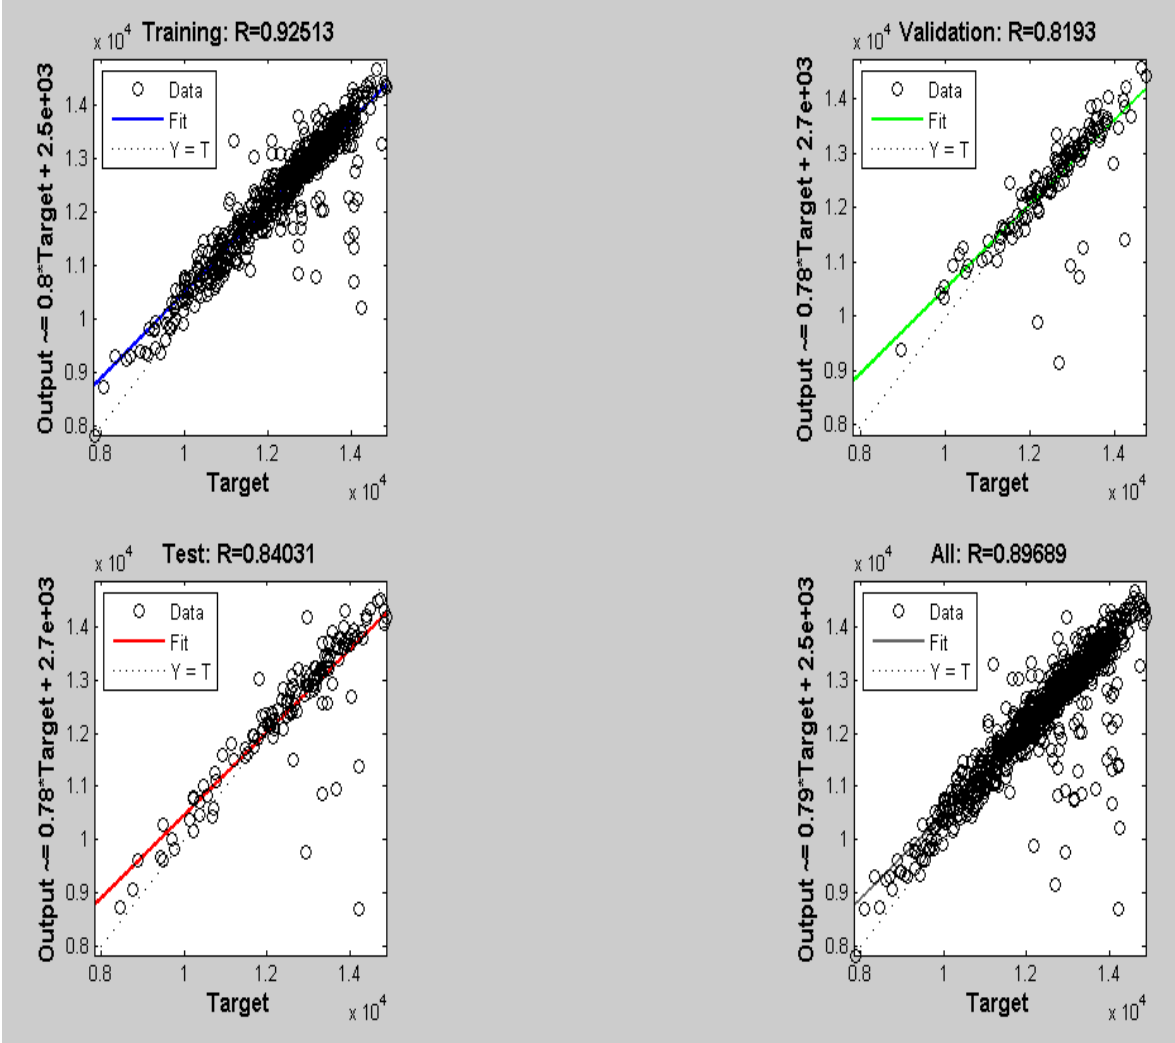 Training: R=0.92513
x 10^4
Output ~= 0.8*Target + 2.5e+03
1.4
1.3
1.2
1.1
1
0.9
0.8
Data
Fit
Y = T
0.8 1 1.2 1.4
Target
x 10^4
Validation: R=0.8193
x 10^4
Output ~= 0.78*Target + 2.7e+03
1.4
1.3
1.2
1.1
1
0.9
0.8
Data
Fit
Y = T
0.8 1 1.2 1.4
Target
x 10^4
Test: R=0.84031
x 10^4
Output ~= 0.78*Target + 2.7e+03
1.4
1.3
1.2
1.1
1
0.9
0.8
Data
Fit
Y = T
0.8 1 1.2 1.4
Target
x 10^4
All: R=0.89689
x 10^4
Output ~= 0.79*Target + 2.5e+03
1.4
1.3
1.2
1.1
1
0.9
0.8
Data
Fit
Y = T
0.8 1 1.2 1.4
Target
x 10^4